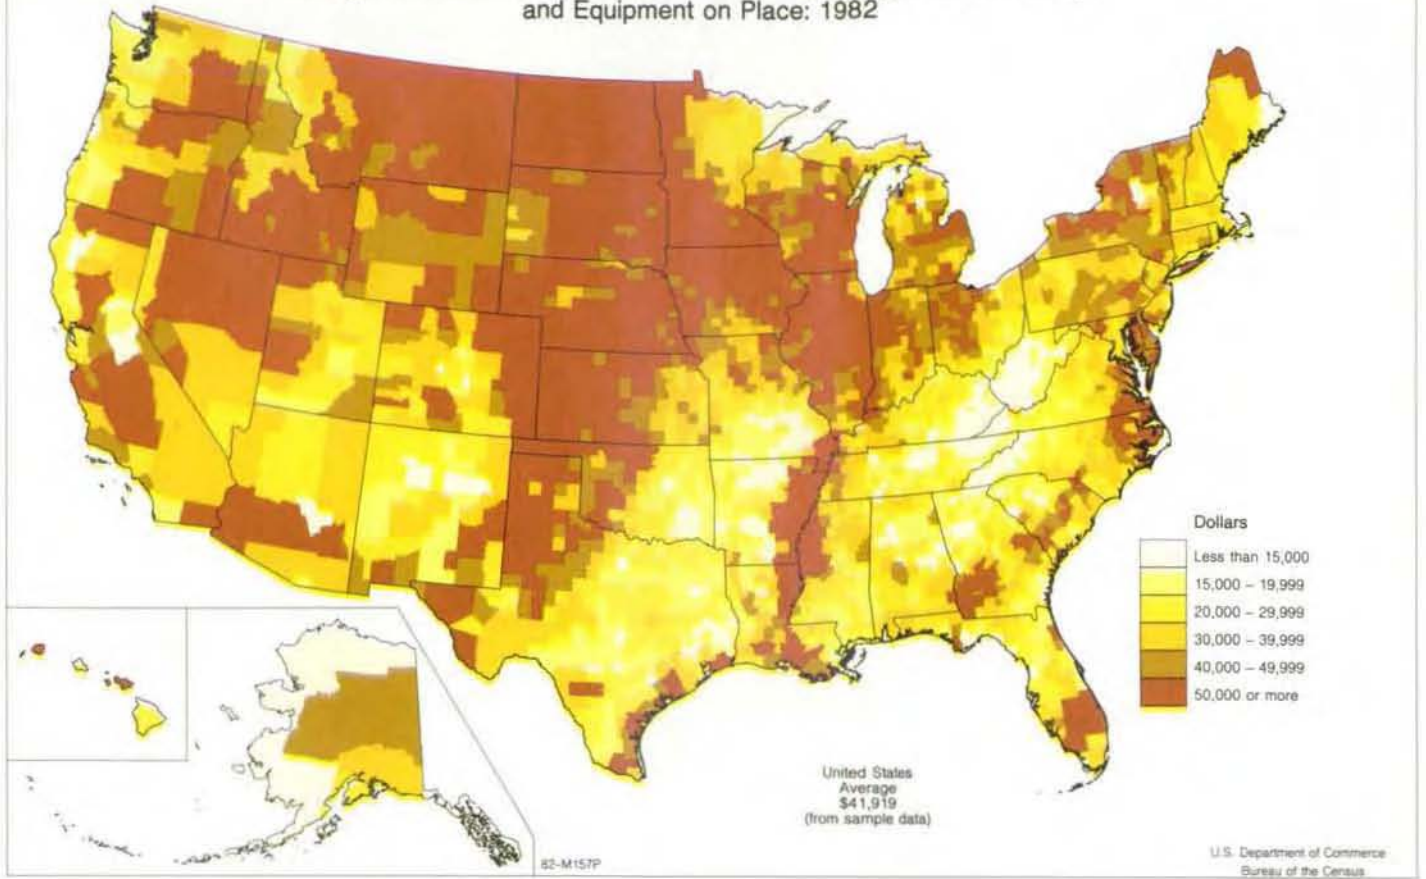 and Equipment on Place: 1982
Dollars
Less than 15,000
15,000 – 19,999
20,000 – 29,999
30,000 – 39,999
40,000 – 49,999
50,000 or more
United States
Average
$41,919
(from sample data)
82-M157P
U.S. Department of Commerce
Bureau of the Census